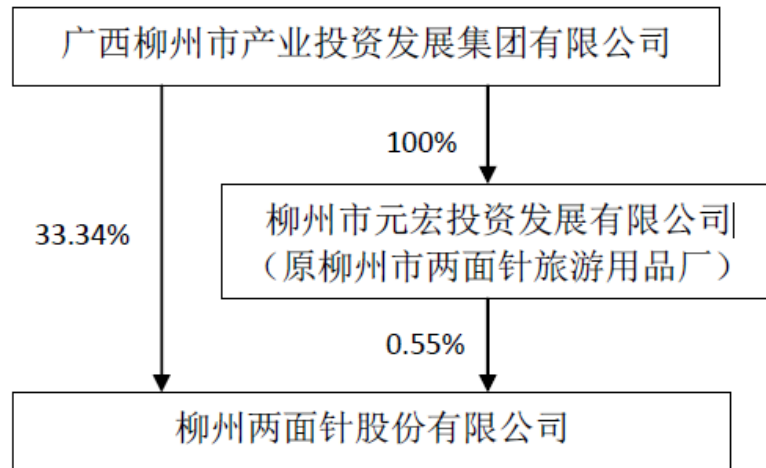 广西柳州市产业投资发展集团有限公司
100%
33.34%
柳州市元宏投资发展有限公司
（原柳州市两面针旅游用品厂）
0.55%
柳州两面针股份有限公司